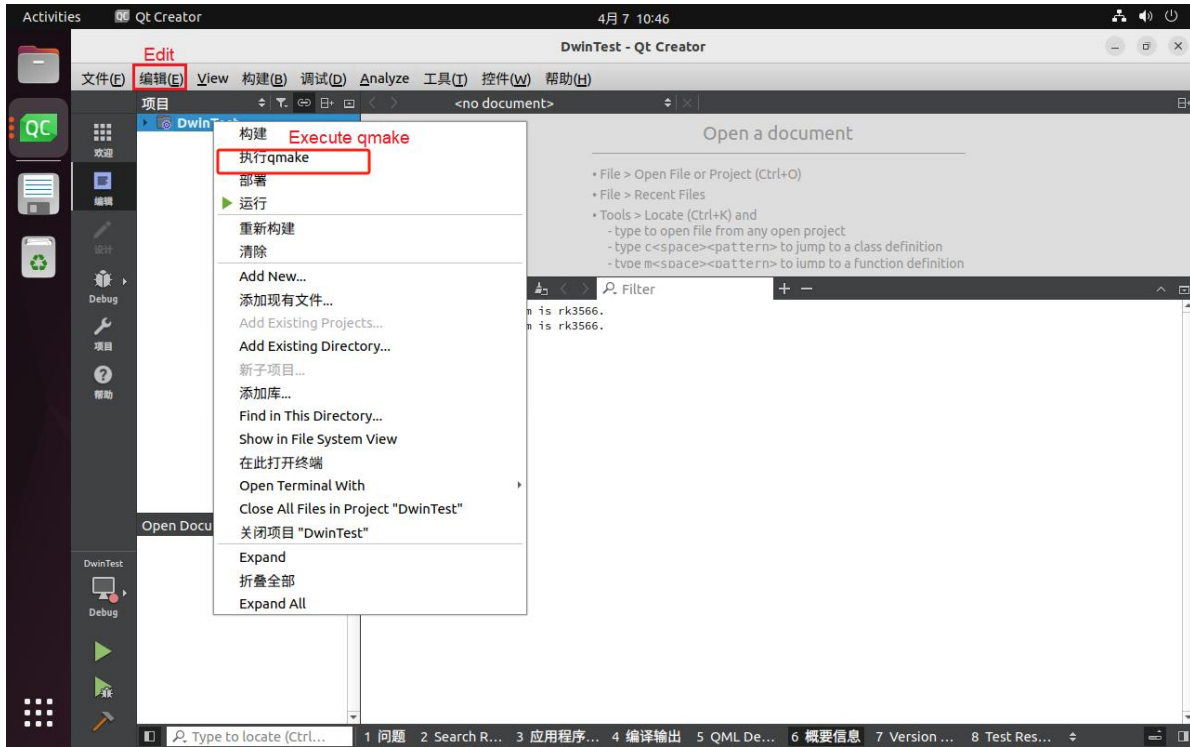 Activities
Qt Creator
4月 7 10:46
DwinTest - Qt Creator
Edit
文件(F) 编辑(E) View 构建(B) 调试(D) Analyze 工具(T) 控件(W) 帮助(H)
项目
<no document>
DwinTest
欢迎
编辑
设计
Debug
项目
帮助
DwinTest
Debug
Execute qmake
构建
执行qmake
部署
运行
重新构建
清除
Add New...
添加现有文件...
Add Existing Projects...
Add Existing Directory...
新子项目...
添加库...
Find in This Directory...
Show in File System View
在此打开终端
Open Terminal With
Close All Files in Project "DwinTest"
关闭项目 "DwinTest"
Expand
折叠全部
Expand All
Open Docu
Open a document
• File > Open File or Project (Ctrl+O)
• File > Recent Files
• Tools > Locate (Ctrl+K) and
- type to open file from any open project
- type c<space><pattern> to jump to a class definition
- type m<space><pattern> to jump to a function definition
Filter
m is rk3566.
m is rk3566.
Type to locate (Ctrl...
1 问题 2 Search R... 3 应用程序... 4 编译输出 5 QML De... 6 概要信息 7 Version ... 8 Test Res...